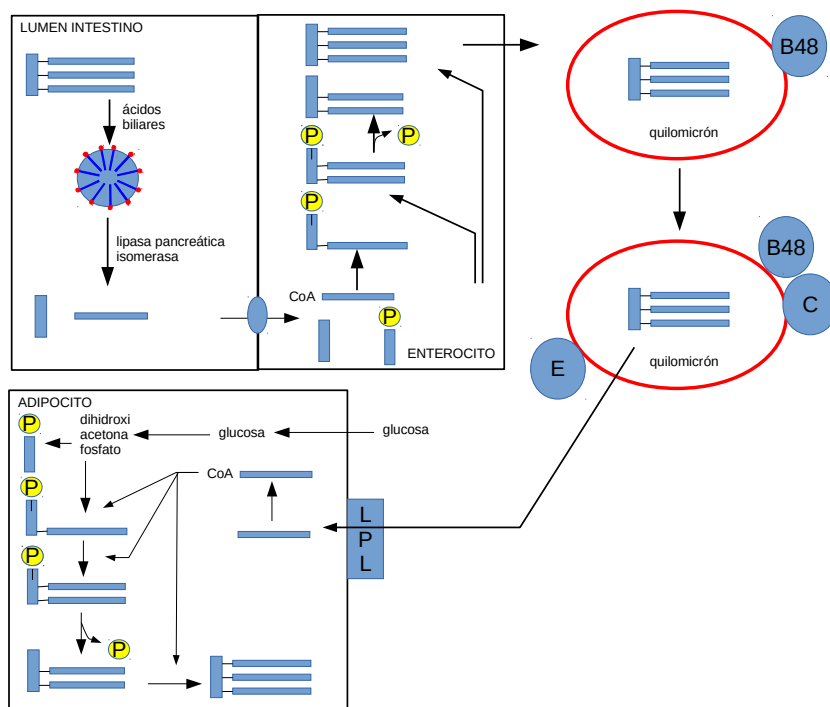 LUMEN INTESTINO
ácidos
biliares
lipasa pancreática
isomerasa
P
P
P
CoA
P
ENTEROCITO
B48
quilomicrón
B48
C
E
quilomicrón
ADIPOCITO
P
dihidroxi
acetona
fosfato
glucosa
glucosa
CoA
P
P
P
L
P
L